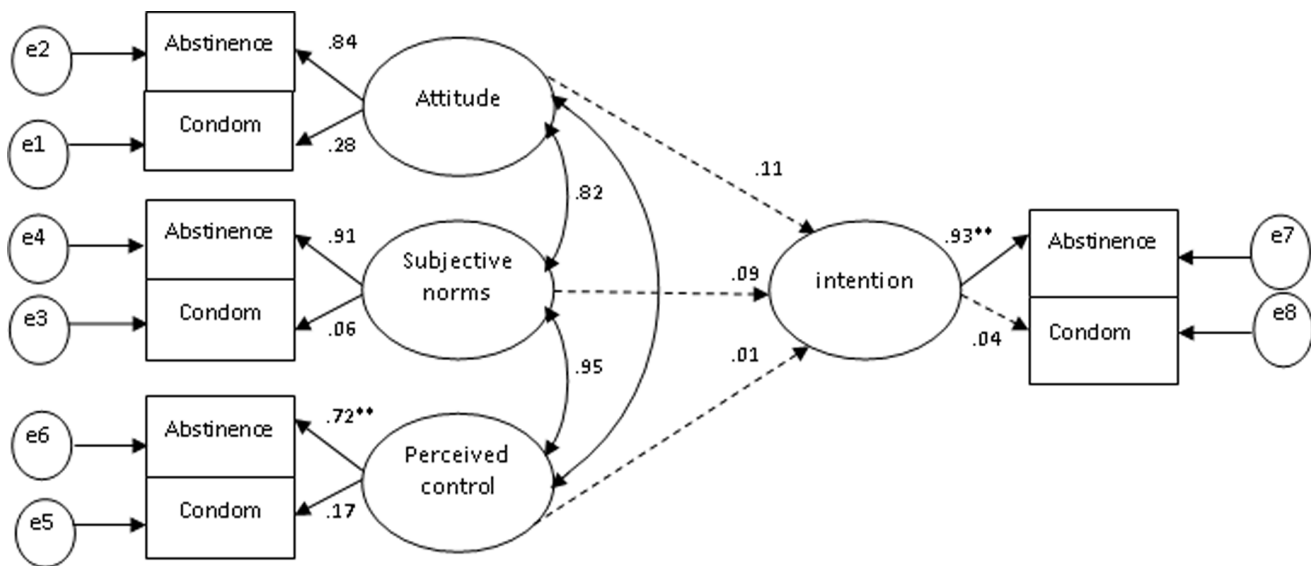 e2
Abstinence
.84
Attitude
e1
Condom
.28
.11
.82
e4
Abstinence
.91
Subjective
norms
.09
intention
.93**
Abstinence
e7
e3
Condom
.06
.04
Condom
e8
.95
.01
e6
Abstinence
.72**
Perceived
control
e5
Condom
.17